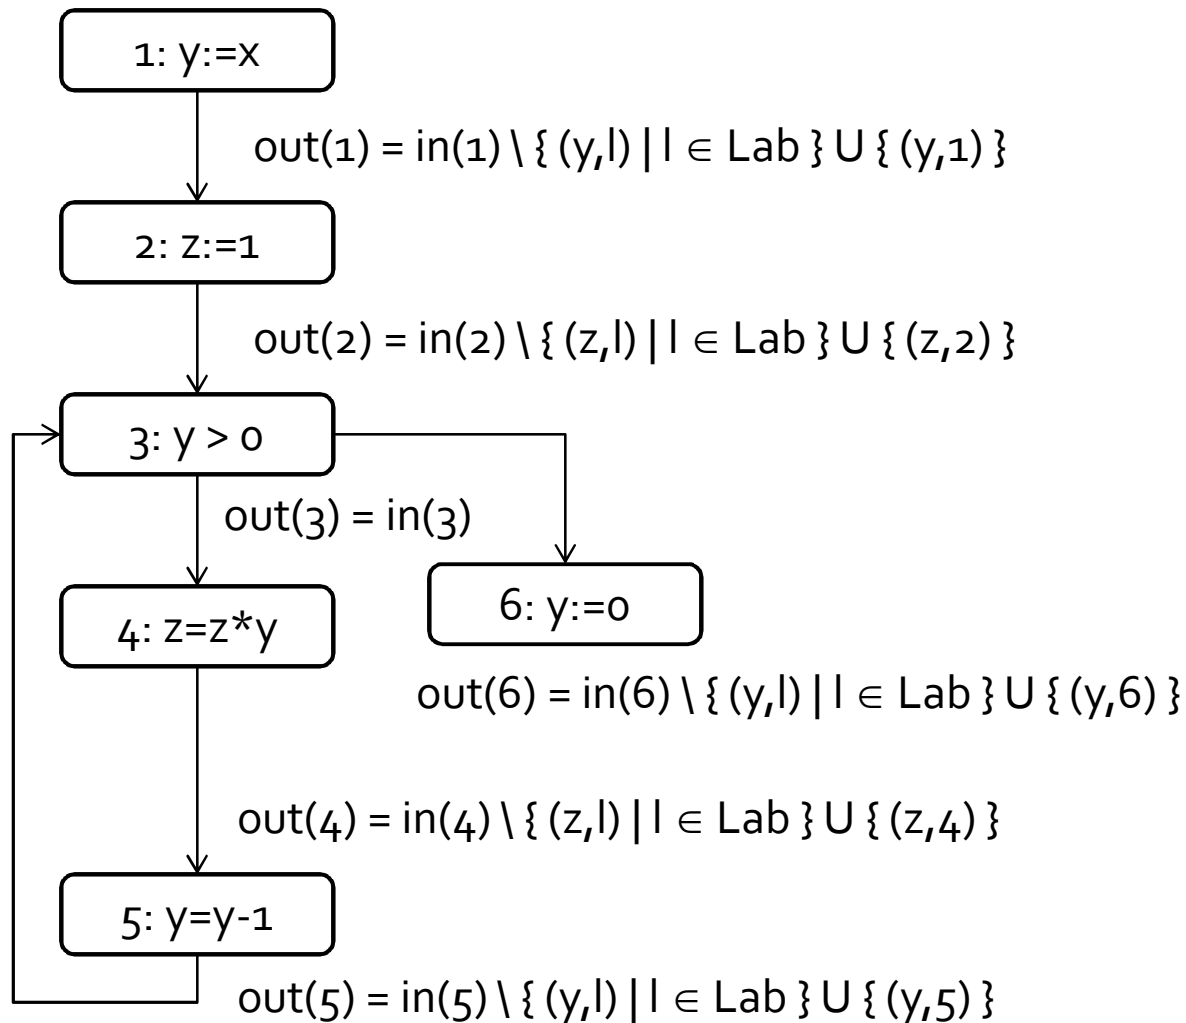 1: y:=x
out(1) = in(1) \ { (y,l) | l ∈ Lab } U { (y,1) }
2: z:=1
out(2) = in(2) \ { (z,l) | l ∈ Lab } U { (z,2) }
3: y > 0
out(3) = in(3)
6: y:=0
4: z=z*y
out(6) = in(6) \ { (y,l) | l ∈ Lab } U { (y,6) }
out(4) = in(4) \ { (z,l) | l ∈ Lab } U { (z,4) }
5: y=y-1
out(5) = in(5) \ { (y,l) | l ∈ Lab } U { (y,5) }